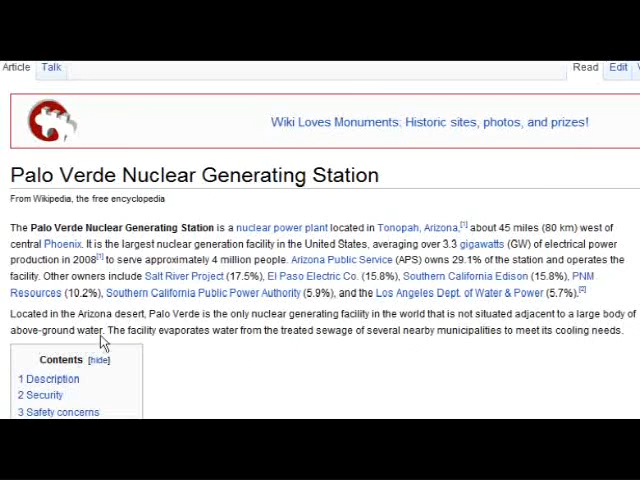 Article Talk Read Edit
Wiki Loves Monuments: Historic sites, photos, and prizes!
Palo Verde Nuclear Generating Station
From Wikipedia, the free encyclopedia
The Palo Verde Nuclear Generating Station is a nuclear power plant located in Tonopah, Arizona,[1] about 45 miles (80 km) west of
central Phoenix. It is the largest nuclear generation facility in the United States, averaging over 3.3 gigawatts (GW) of electrical power
production in 2008[1] to serve approximately 4 million people. Arizona Public Service (APS) owns 29.1% of the station and operates the
facility. Other owners include Salt River Project (17.5%), El Paso Electric Co. (15.8%), Southern California Edison (15.8%), PNM
Resources (10.2%), Southern California Public Power Authority (5.9%), and the Los Angeles Dept. of Water & Power (5.7%).[2]
Located in the Arizona desert, Palo Verde is the only nuclear generating facility in the world that is not situated adjacent to a large body of
above-ground water. The facility evaporates water from the treated sewage of several nearby municipalities to meet its cooling needs.
Contents [hide]
1 Description
2 Security
3 Safety concerns